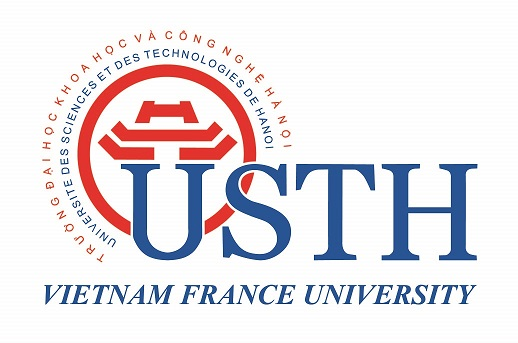 TRƯỜNG ĐẠI HỌC KHOA HỌC VÀ CÔNG NGHỆ HÀ NỘI
UNIVERSITÉ DES SCIENCES ET DES TECHNOLOGIES DE HANOI
USTH
VIETNAM FRANCE UNIVERSITY